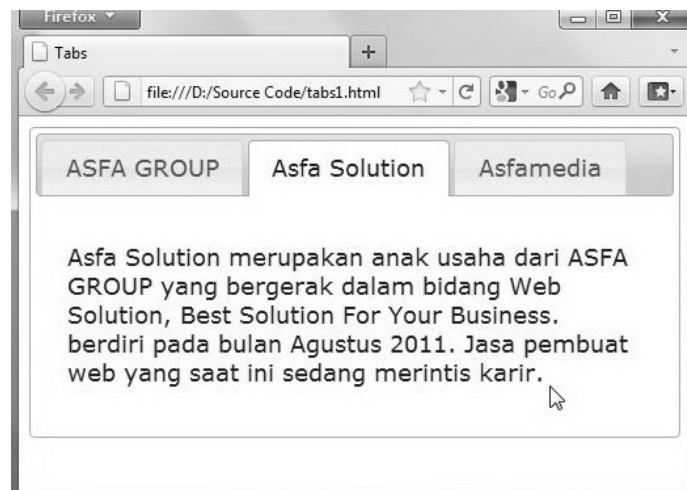 Firefox
Tabs
file:///D:/Source Code/tabs1.html
Go
ASFA GROUP
Asfa Solution
Asfamedia
Asfa Solution merupakan anak usaha dari ASFA
GROUP yang bergerak dalam bidang Web
Solution, Best Solution For Your Business.
berdiri pada bulan Agustus 2011. Jasa pembuat
web yang saat ini sedang merintis karir.